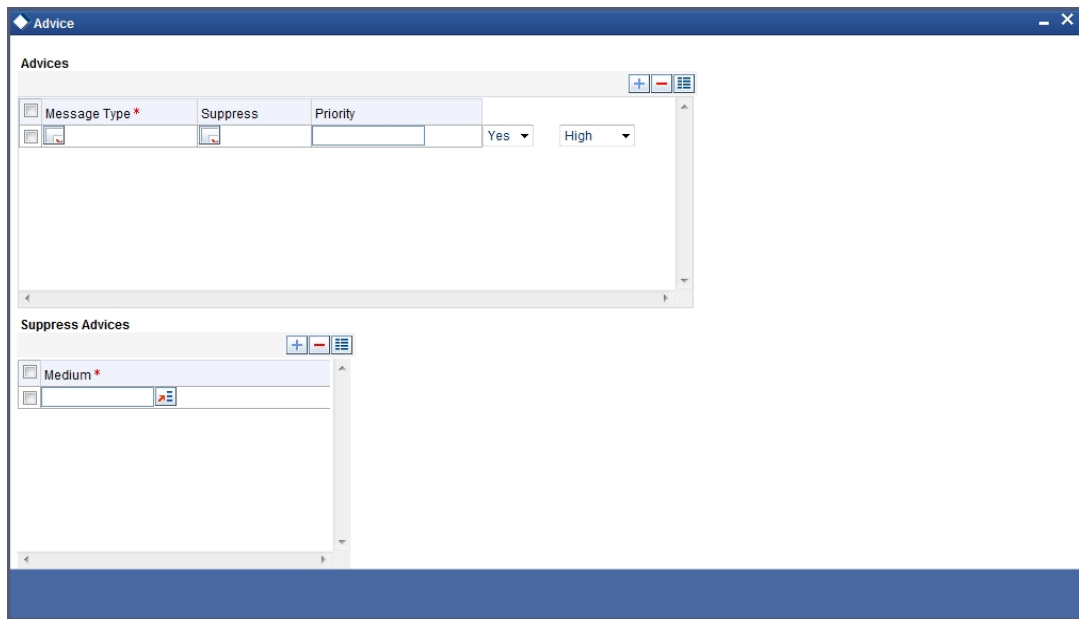 Advice
Advices
Message Type * Suppress Priority
Yes High
Suppress Advices
Medium *